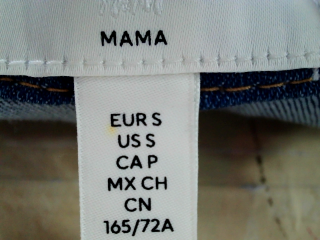 MAMA
EUR S
US S
CA P
MX CH
CN
165/72A